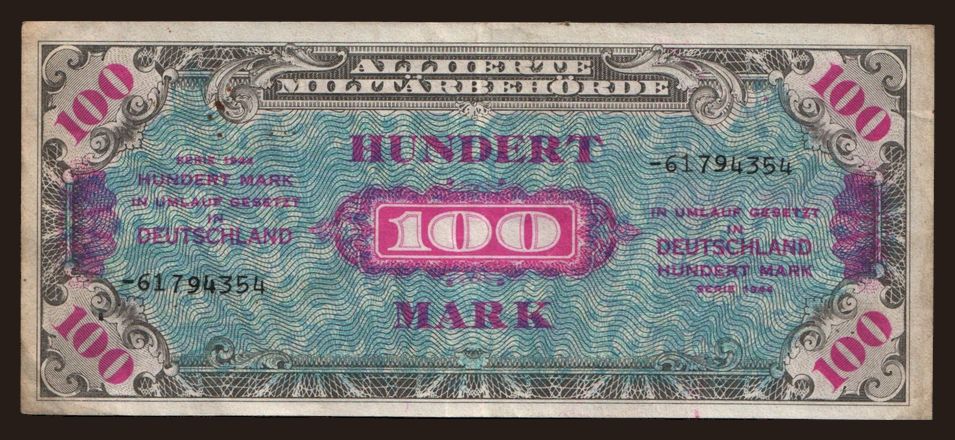 ALLIIERTE
MILITÄRBEHÖRDE
100
100
HUNDERT
SERIE 1944
HUNDERT MARK
IN UMLAUF GESETZT
IN
DEUTSCHLAND
-61794354
100
-61794354
IN UMLAUF GESETZT
IN
DEUTSCHLAND
HUNDERT MARK
SERIE 1944
MARK
100
100